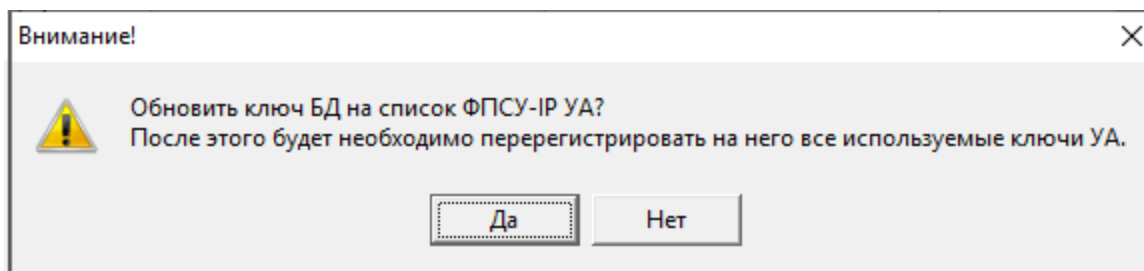 Внимание!
Обновить ключ БД на список ФПСУ-IP УА?
После этого будет необходимо перерегистрировать на него все используемые ключи УА.
Да
Нет